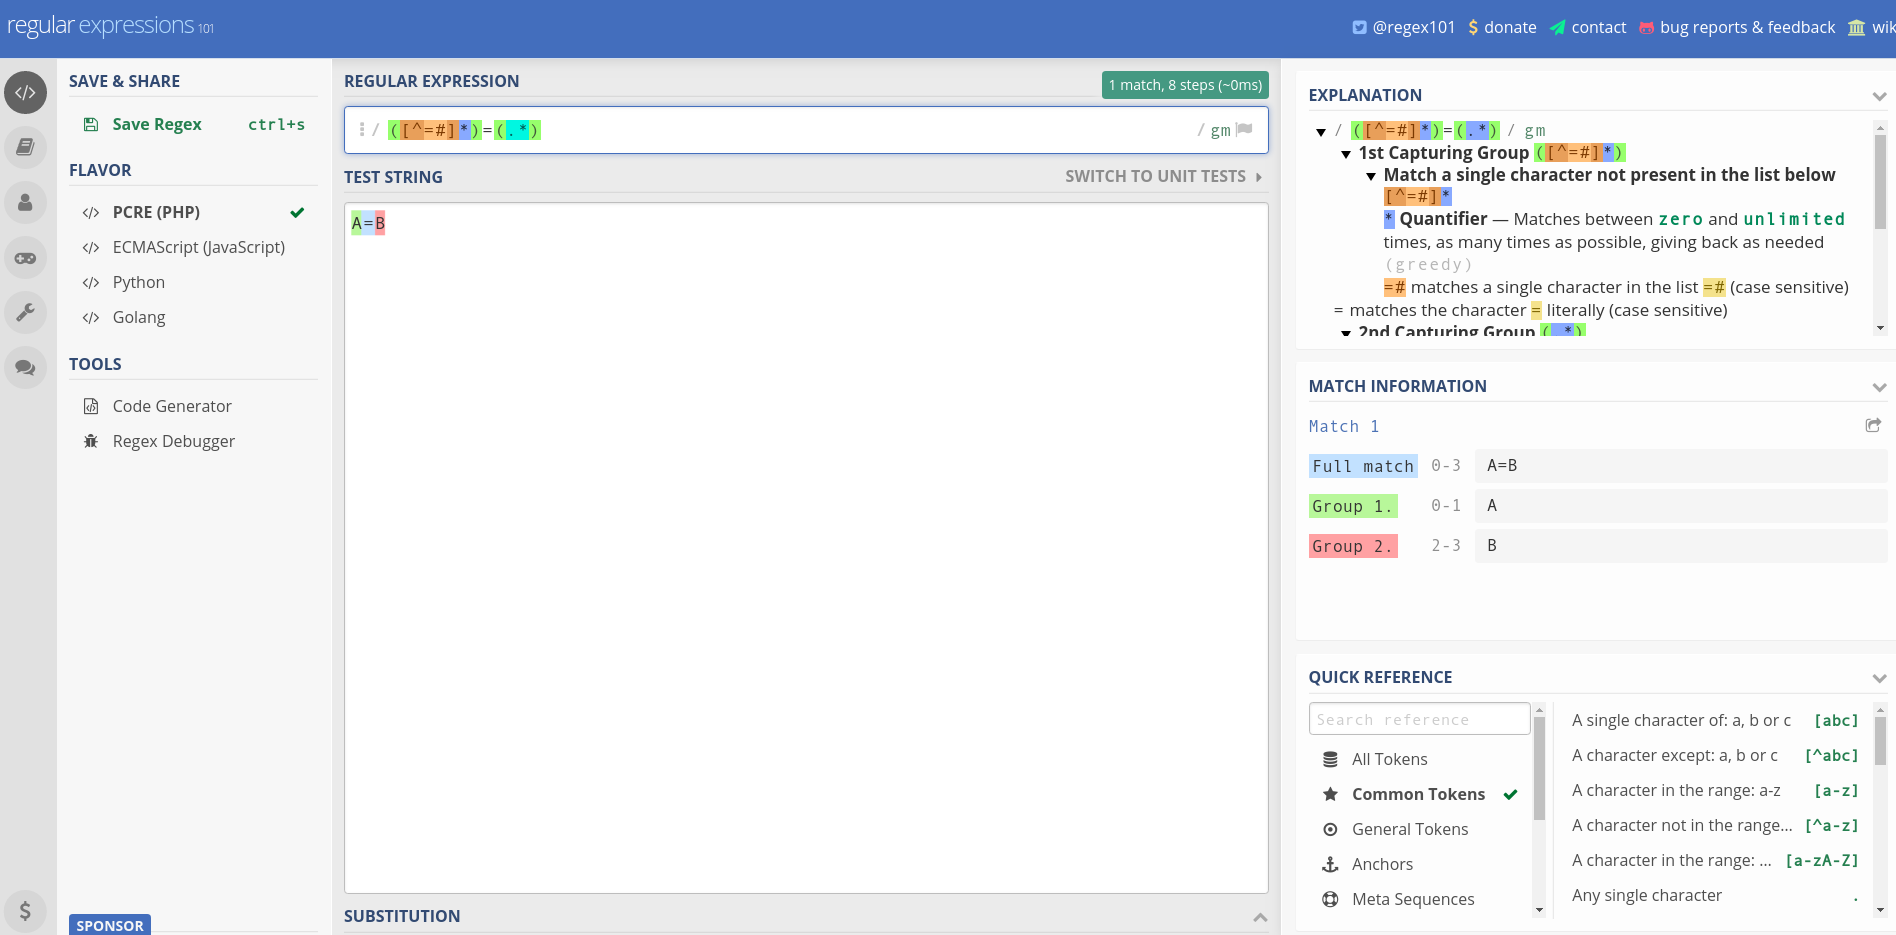 regular expressions 101
@regex101 $ donate contact bug reports & feedback wik
SAVE & SHARE
Save Regex ctrl+s
FLAVOR
</> PCRE (PHP)
</> ECMAScript (JavaScript)
</> Python
</> Golang
TOOLS
Code Generator
Regex Debugger
SPONSOR
REGULAR EXPRESSION
1 match, 8 steps (~0ms)
/ ([^=#]*)=(.*) / gm
TEST STRING
SWITCH TO UNIT TESTS
A=B
SUBSTITUTION
EXPLANATION
/ ([^=#]*)=(.*) / gm
1st Capturing Group ([^=#]*)
Match a single character not present in the list below
[^=#]*
* Quantifier — Matches between zero and unlimited
times, as many times as possible, giving back as needed
(greedy)
=# matches a single character in the list =# (case sensitive)
= matches the character = literally (case sensitive)
2nd Capturing Group (.*)
MATCH INFORMATION
Match 1
Full match 0-3 A=B
Group 1. 0-1 A
Group 2. 2-3 B
QUICK REFERENCE
Search reference
All Tokens
Common Tokens
General Tokens
Anchors
Meta Sequences
A single character of: a, b or c [abc]
A character except: a, b or c [^abc]
A character in the range: a-z [a-z]
A character not in the range... [^a-z]
A character in the range: ... [a-zA-Z]
Any single character .